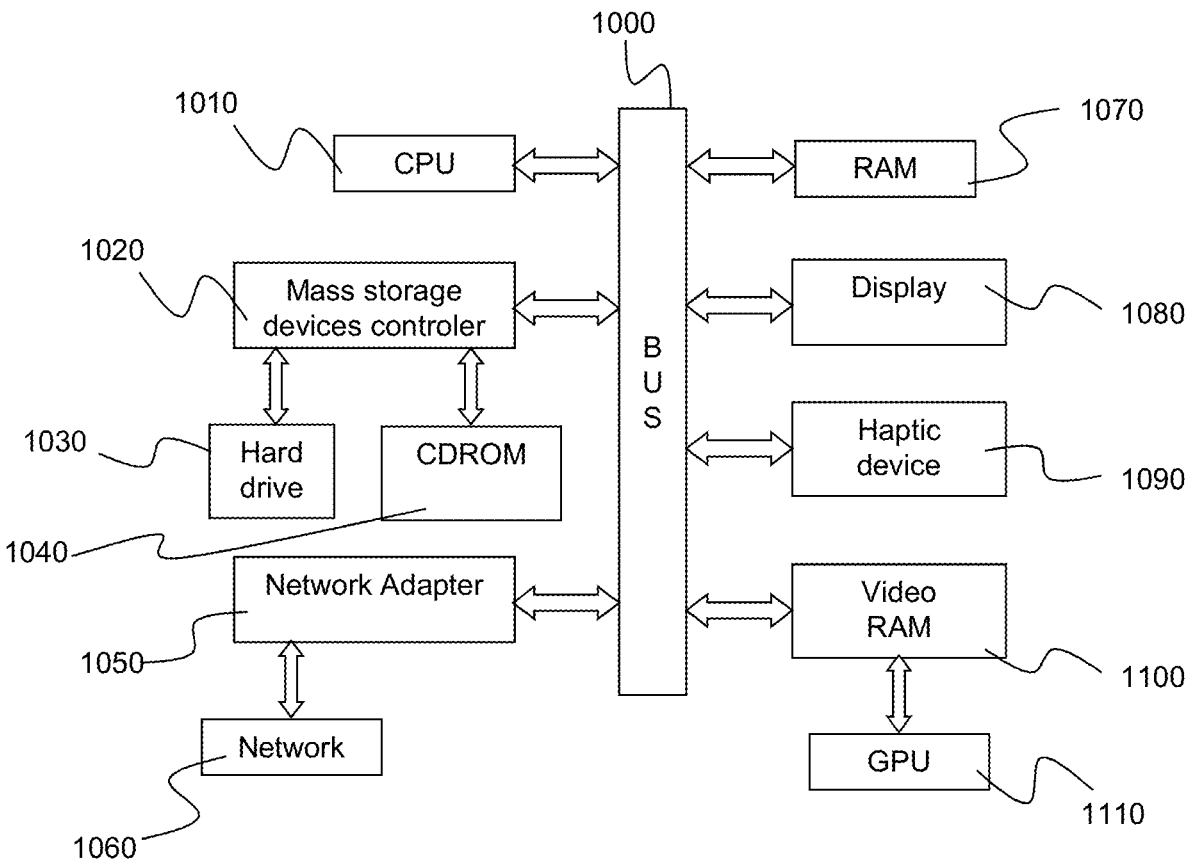 1000
1010
CPU
RAM
1070
1020
Mass storage
devices controler
Display
1080
B
U
S
1030
Hard
drive
CDROM
Haptic
device
1090
1040
Network Adapter
1050
Video
RAM
1100
Network
1060
GPU
1110